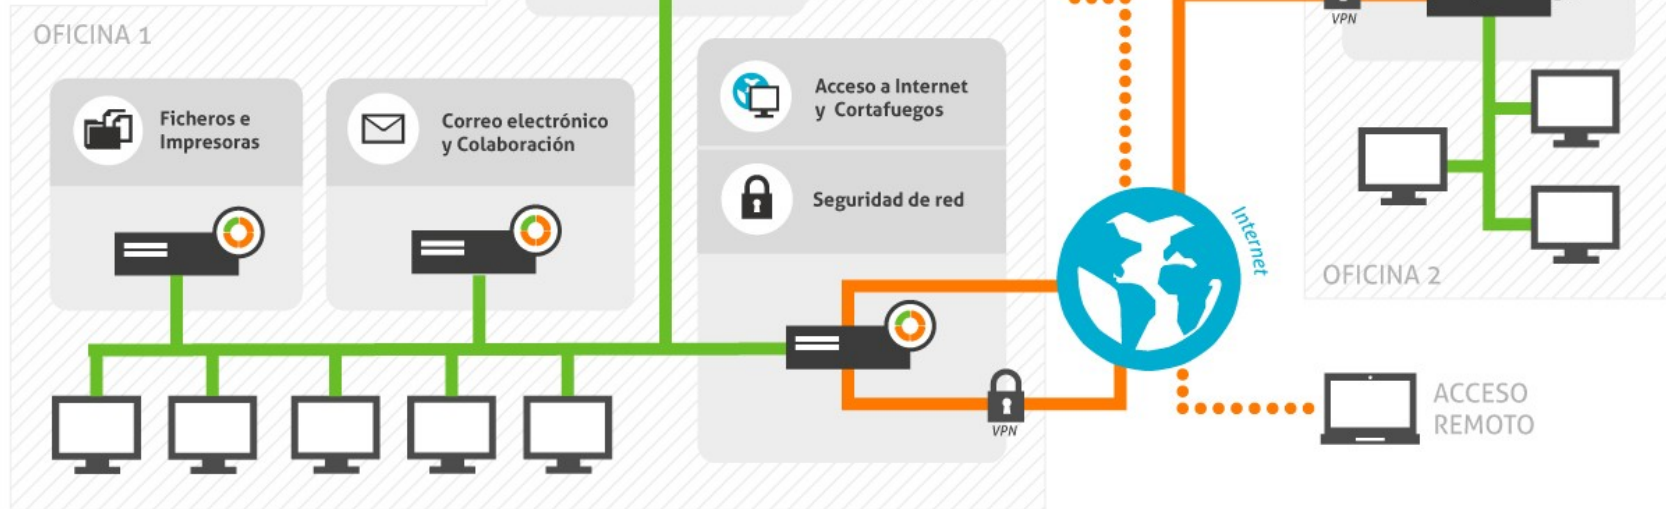 OFICINA 1
Ficheros e
Impresoras
Correo electrónico
y Colaboración
Acceso a Internet
y Cortafuegos
Seguridad de red
VPN
Internet
VPN
OFICINA 2
ACCESO
REMOTO